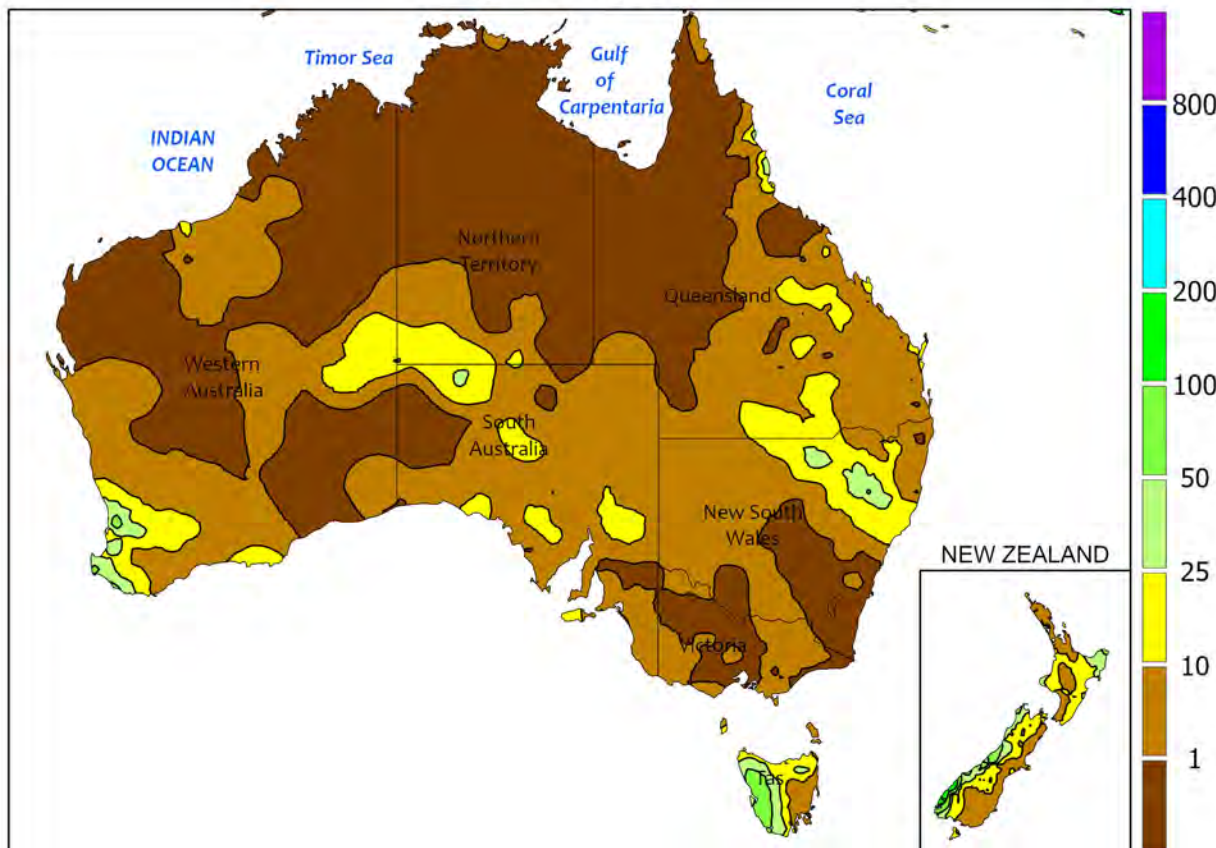 Timor Sea
Gulf
of
Carpentaria
Coral
Sea
INDIAN
OCEAN
Northern
Territory
Queensland
Western
Australia
South
Australia
New South
Wales
Victoria
Tas
NEW ZEALAND
800
400
200
100
50
25
10
1